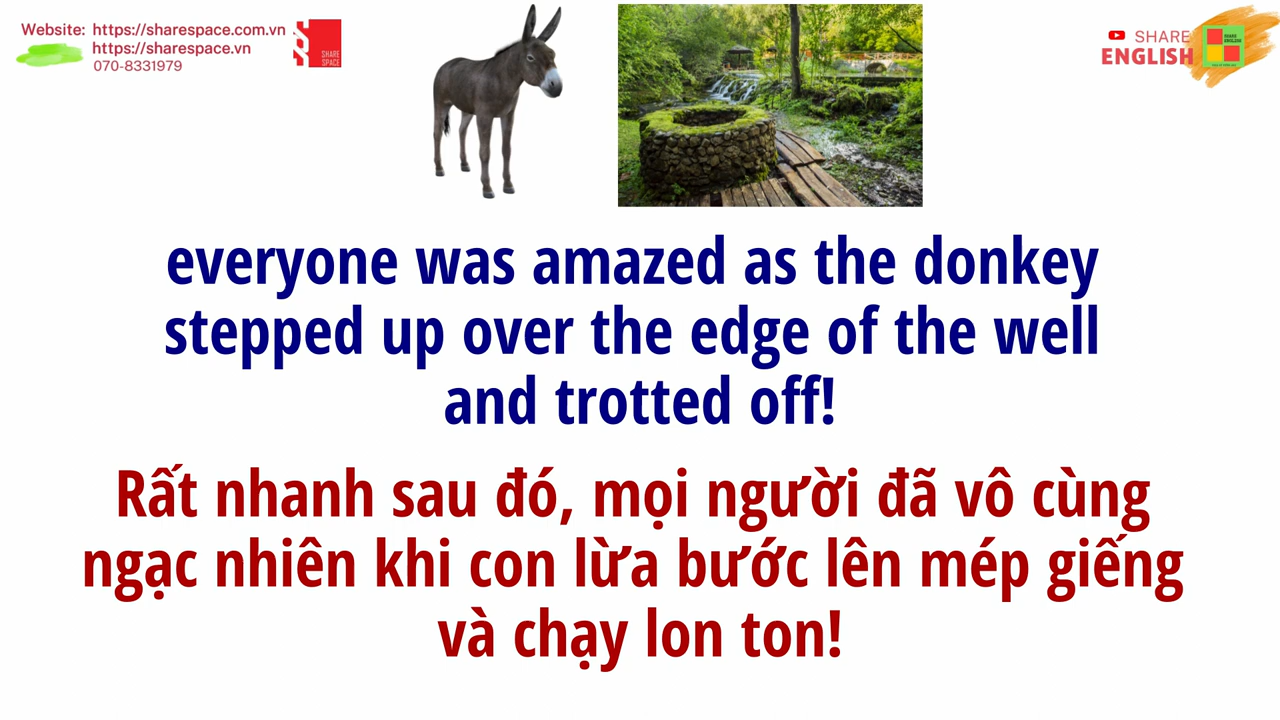 Website: https://sharespace.com.vn
https://sharespace.vn
070-8331979
SHARE
SPACE
SHARE
ENGLISH
everyone was amazed as the donkey
stepped up over the edge of the well
and trotted off!
Rất nhanh sau đó, mọi người đã vô cùng
ngạc nhiên khi con lừa bước lên mép giếng
và chạy lon ton!